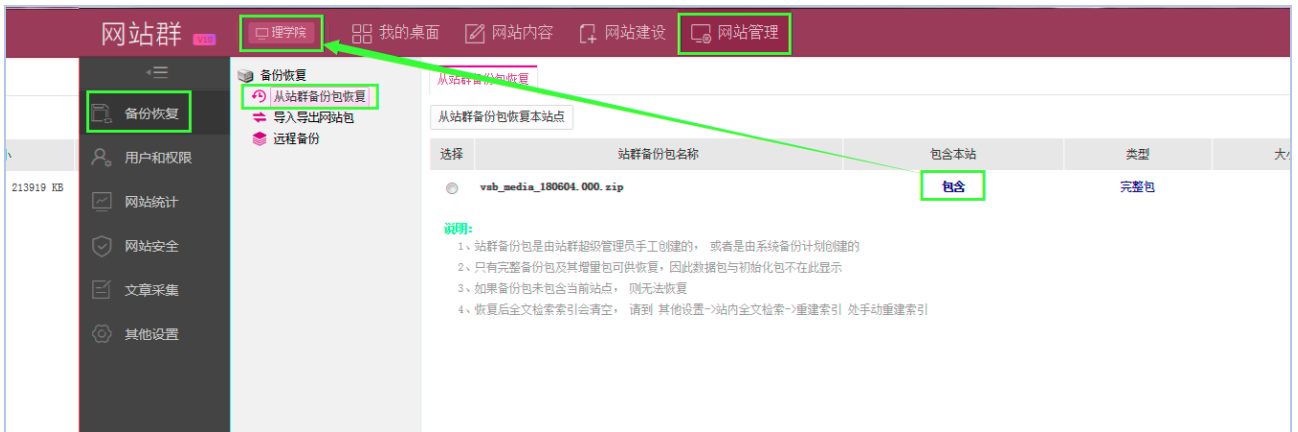 网站群 VIP 理学院 我的桌面 网站内容 网站建设 网站管理
备份恢复
用户和权限
网站统计
网站安全
文章采集
其他设置
213919 KB
备份恢复
从站群备份包恢复
导入导出网站包
远程备份
从站群备份包恢复
从站群备份包恢复本站点
选择 站群备份包名称 包含本站 类型 大小
vsb_media_180604.000.zip 包含 完整包
说明:
1、站群备份包是由站群超级管理员手工创建的， 或者是由系统备份计划创建的
2、只有完整备份包及其增量包可供恢复，因此数据包与初始化包不在此显示
3、如果备份包未包含当前站点， 则无法恢复
4、恢复后全文检索索引会清空， 请到 其他设置->站内全文检索->重建索引 处手动重建索引